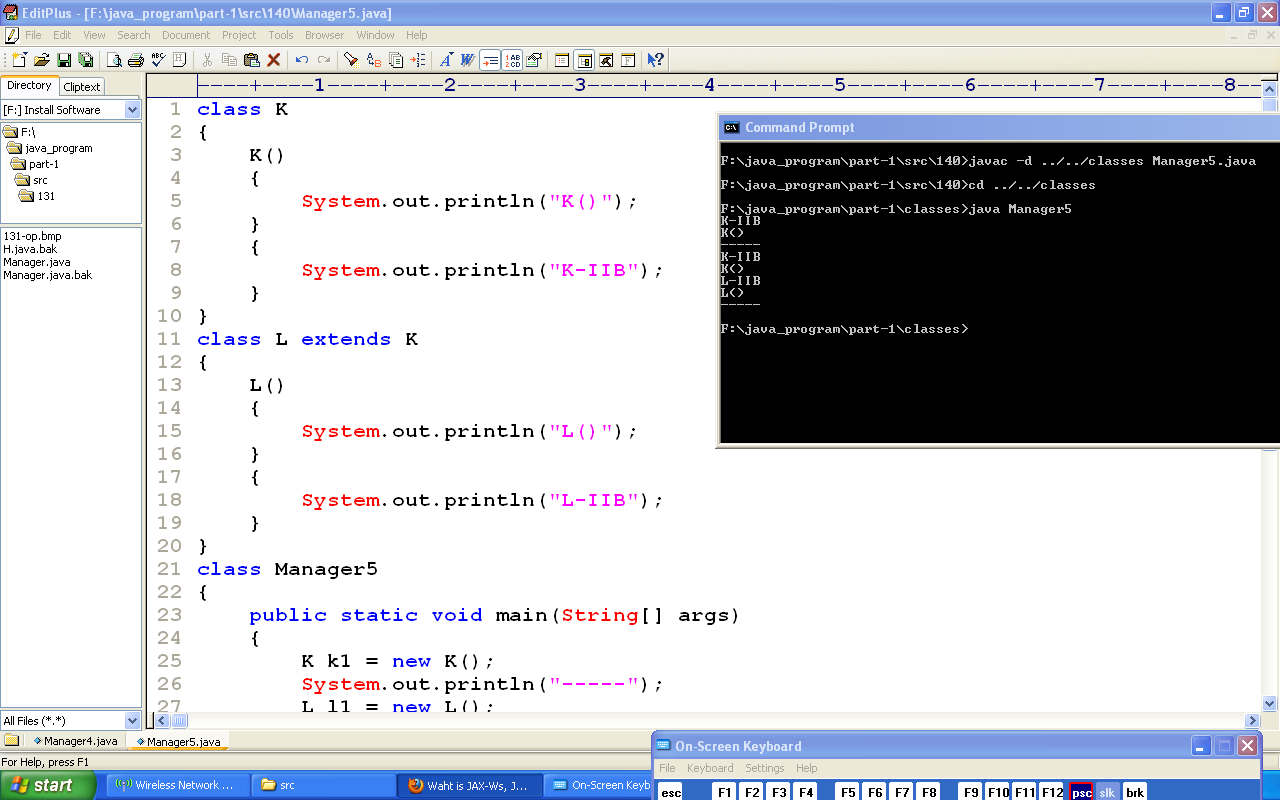 EditPlus - [F:\java_program\part-1\src\140\Manager5.java]
File Edit View Search Document Project Tools Browser Window Help
Directory Cliptext
[F:] Install Software
F:\
java_program
part-1
src
131
131-op.bmp
H.java.bak
Manager.java
Manager.java.bak
All Files (*.*)
----+----1----+----2----+----3----+----4----+----5----+----6----+----7----+----8--
1 class K
2 {
3 K()
4 {
5 System.out.println("K()");
6 }
7 {
8 System.out.println("K-IIB");
9 }
10 }
11 class L extends K
12 {
13 L()
14 {
15 System.out.println("L()");
16 }
17 {
18 System.out.println("L-IIB");
19 }
20 }
21 class Manager5
22 {
23 public static void main(String[] args)
24 {
25 K k1 = new K();
26 System.out.println("-----");
27 L l1 = new L();
Command Prompt
F:\java_program\part-1\src\140>javac -d ../../classes Manager5.java
F:\java_program\part-1\src\140>cd ../../classes
F:\java_program\part-1\classes>java Manager5
K-IIB
K()
-----
K-IIB
K()
L-IIB
L()
-----
F:\java_program\part-1\classes>
Manager4.java Manager5.java
For Help, press F1
On-Screen Keyboard
File Keyboard Settings Help
esc F1 F2 F3 F4 F5 F6 F7 F8 F9 F10 F11 F12 psc slk brk
start Wireless Network ... src Waht is JAX-Ws, J... On-Screen Keyb